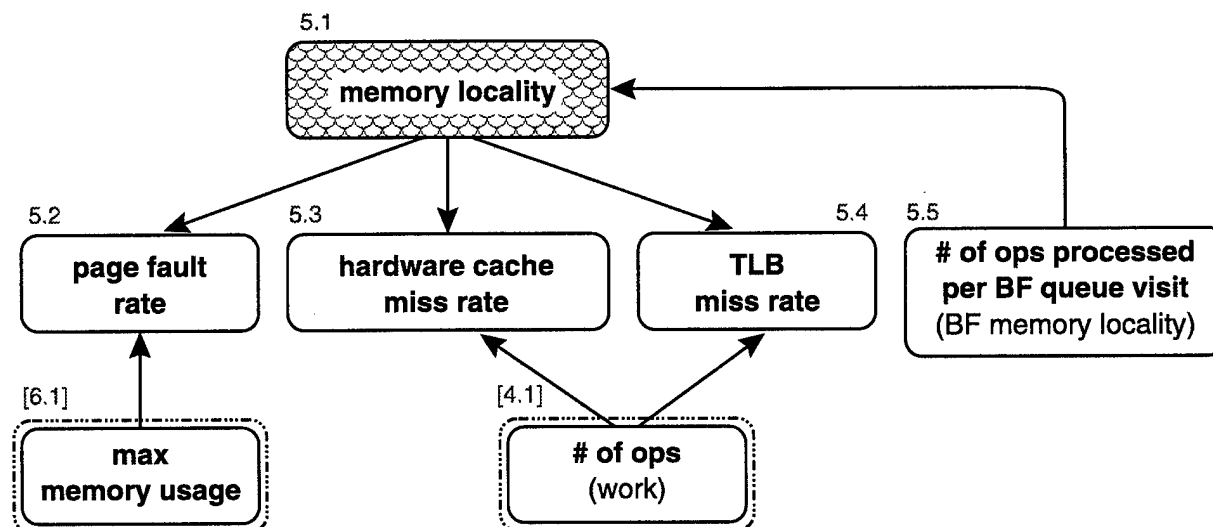 5.1
memory locality
5.2
page fault
rate
5.3
hardware cache
miss rate
5.4
TLB
miss rate
5.5
# of ops processed
per BF queue visit
(BF memory locality)
[6.1]
max
memory usage
[4.1]
# of ops
(work)